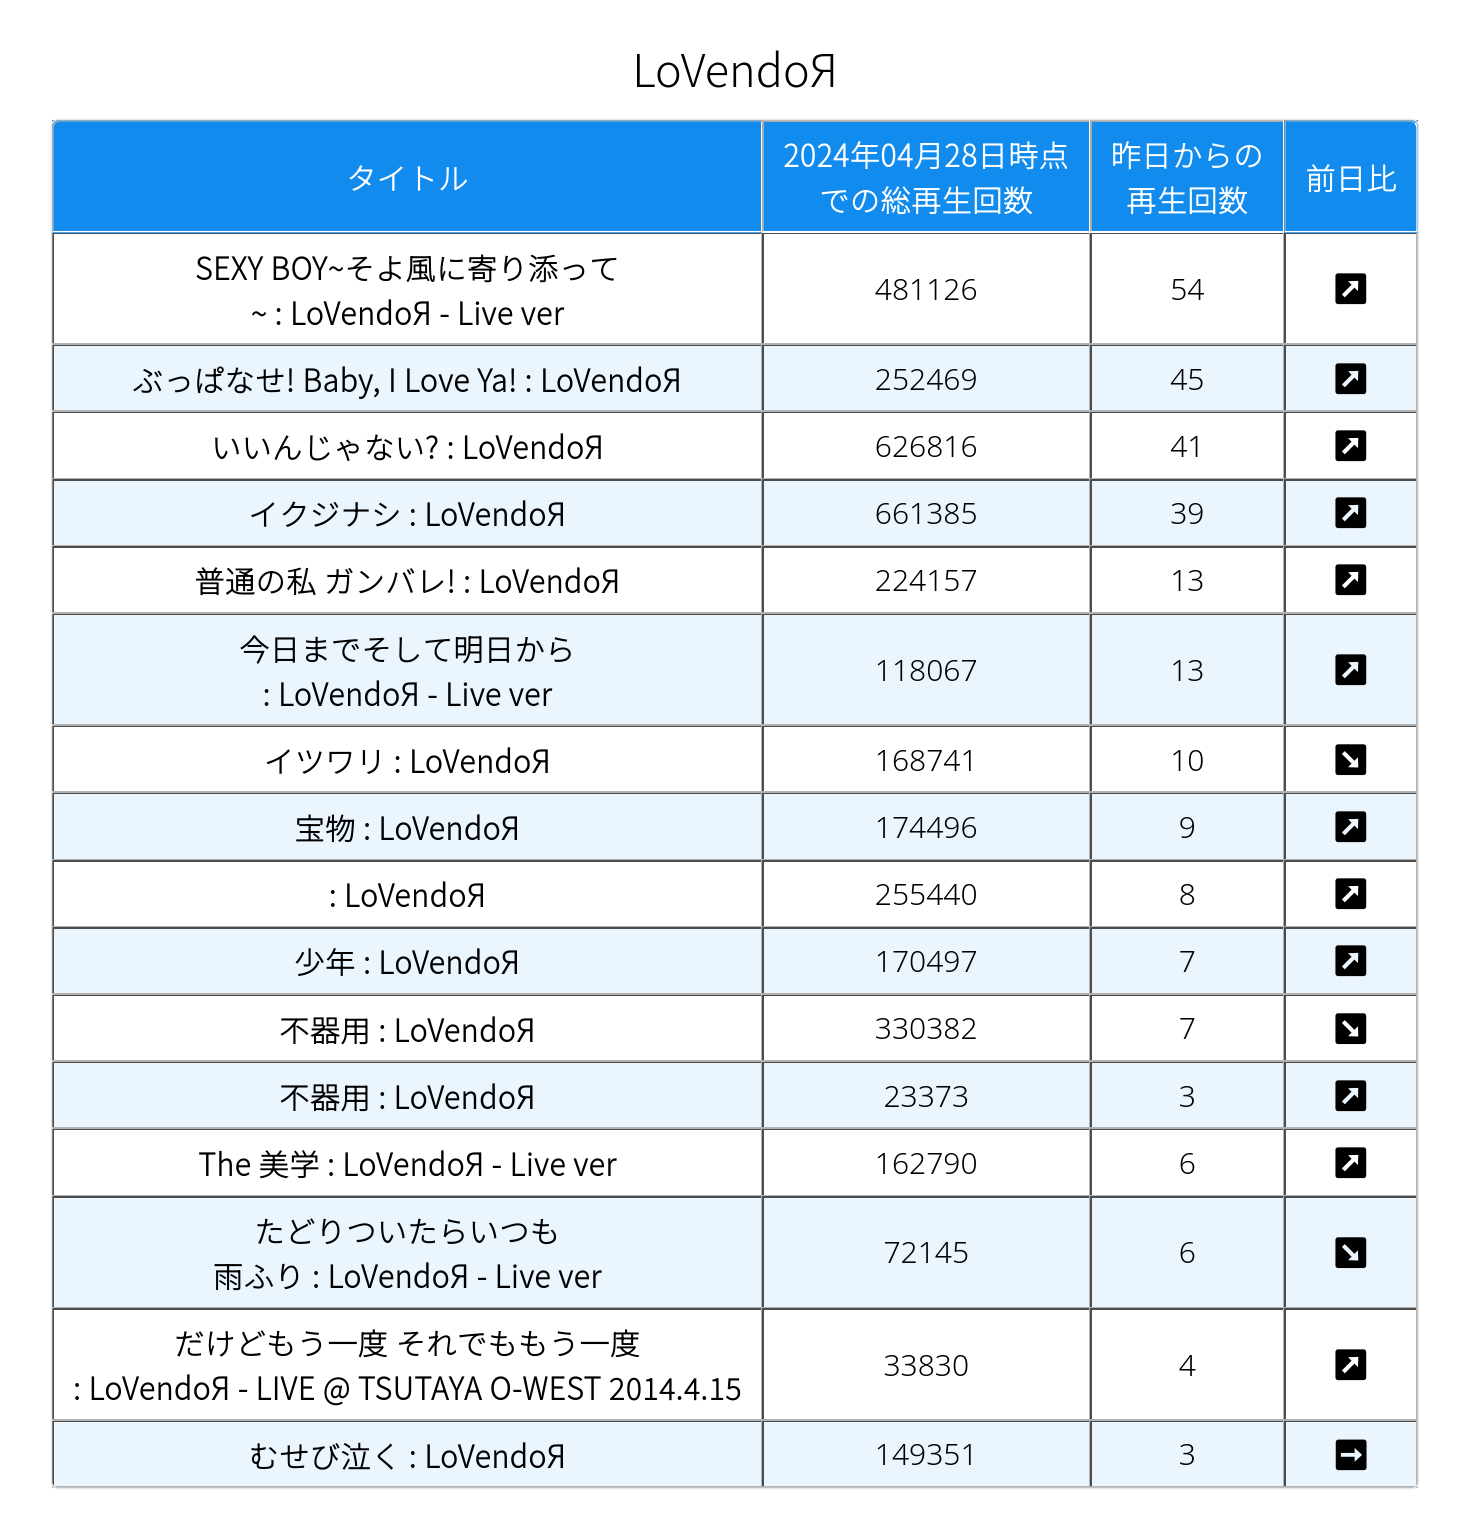 LoVendoЯ
タイトル
2024年04月28日時点
での総再生回数
昨日からの
再生回数
前日比
SEXY BOY~そよ風に寄り添って
~ : LoVendoЯ - Live ver
481126
54
ぶっぱなせ! Baby, I Love Ya! : LoVendoЯ
252469
45
いいんじゃない? : LoVendoЯ
626816
41
イクジナシ : LoVendoЯ
661385
39
普通の私 ガンバレ! : LoVendoЯ
224157
13
今日までそして明日から
: LoVendoЯ - Live ver
118067
13
イツワリ : LoVendoЯ
168741
10
宝物 : LoVendoЯ
174496
9
: LoVendoЯ
255440
8
少年 : LoVendoЯ
170497
7
不器用 : LoVendoЯ
330382
7
不器用 : LoVendoЯ
23373
3
The 美学 : LoVendoЯ - Live ver
162790
6
たどりついたらいつも
雨ふり : LoVendoЯ - Live ver
72145
6
だけどもう一度 それでももう一度
: LoVendoЯ - LIVE @ TSUTAYA O-WEST 2014.4.15
33830
4
むせび泣く : LoVendoЯ
149351
3